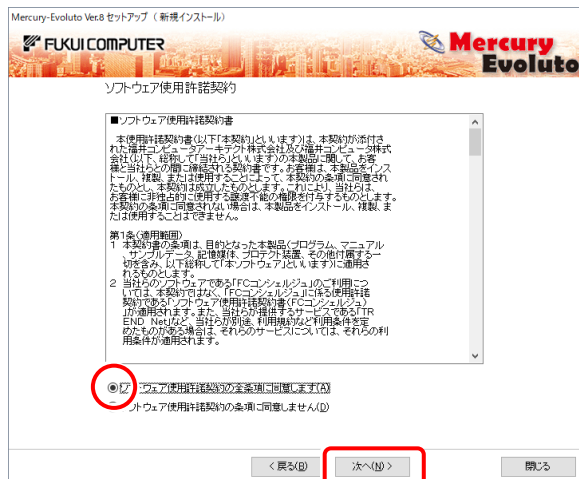 Mercury-Evoluto Ver.8 セットアップ（ 新規インストール）
FUKUI COMPUTER
Mercury
Evoluto
ソフトウェア使用許諾契約
■ソフトウェア使用許諾契約書
本使用許諾契約書(以下「本契約」といいます)は、本契約が添付さ
れた福井コンピュータアーキテクト株式会社及び福井コンピュータ株式
会社(以下、総称して「当社ら」といいます)の本製品に関して、お客
様と当社らとの間に締結される契約書です。お客様は、本製品をインス
トール、複製、または使用することによって、本契約の条項に同意され
たものとし、本契約は成立したものとします。これにより、当社らは、
お客様に非独占的に使用する譲渡不能の権限を付与するものとします。
本契約の条項に同意されない場合は、本製品をインストール、複製、ま
たは使用することはできません。
第1条(適用範囲)
1 本契約書の条項は、目的となった本製品(プログラム、マニュアル
、サンプルデータ、記憶媒体、プロテクト装置、その他付属する一
切を含み、以下総称して「本ソフトウェア」といいます)に適用さ
れるものとします。
2 当社らのソフトウェアである「FCコンシェルジュ」のご利用につ
いては、本契約ではなく、「FCコンシェルジュ」に係る使用許諾
契約である「ソフトウェア使用許諾契約書(FCコンシェルジュ)
」が適用されます。また、当社らが提供するサービスである「TR
END Net」など、当社らが別途、利用規約など利用条件を定
めたものがある場合は、それらのサービスについては、それらの利
用条件が適用されます。
ソフトウェア使用許諾契約の全条項に同意します(A)
フトウェア使用許諾契約の条項に同意しません(D)
< 戻る(B)
次へ(N) >
閉じる